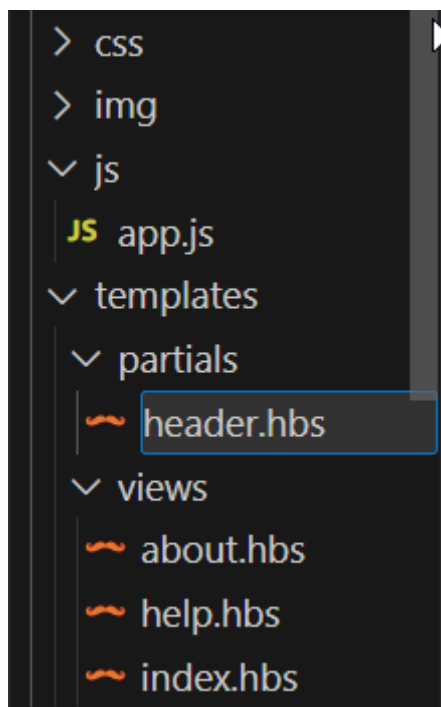 css
img
js
JS app.js
templates
partials
header.hbs
views
about.hbs
help.hbs
index.hbs